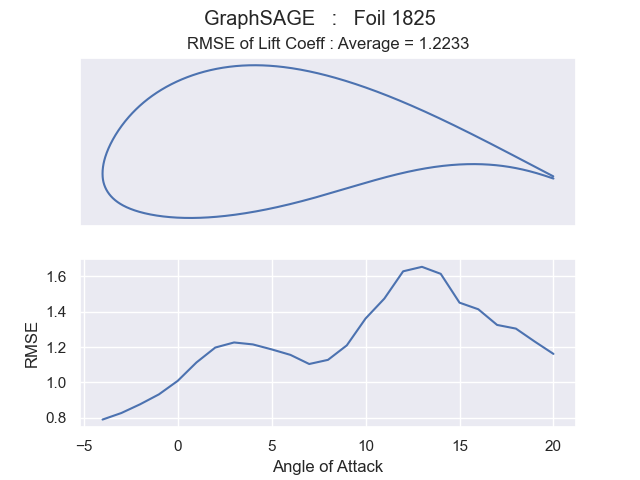 GraphSAGE   :   Foil 1825
RMSE of Lift Coeff : Average = 1.2233
1.6
1.4
1.2
1.0
0.8
RMSE
−5 0 5 10 15 20
Angle of Attack